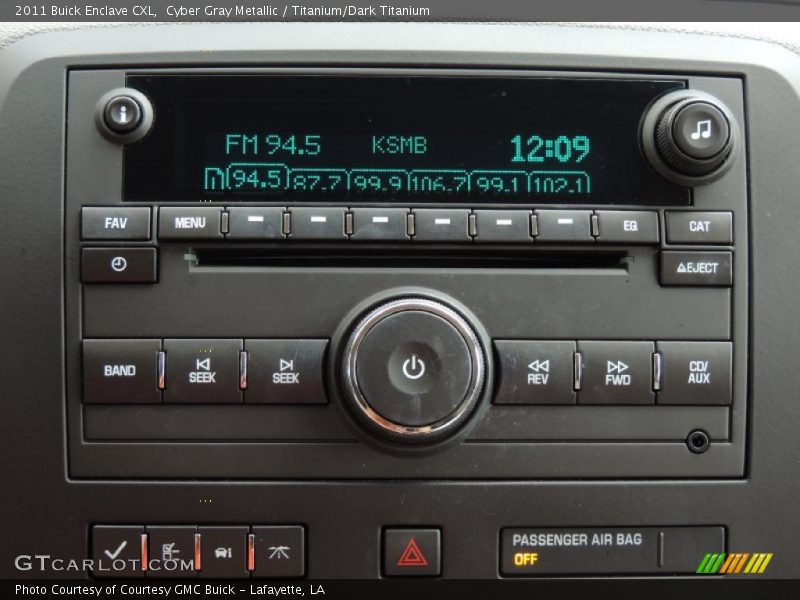 2011 Buick Enclave CXL,  Cyber Gray Metallic / Titanium/Dark Titanium
i
FM 94.5 KSMB 12:09
94.5 87.7 99.9 106.7 99.1 102.1
FAV MENU EQ CAT
▲EJECT
BAND SEEK SEEK REV FWD CD/
AUX
PASSENGER AIR BAG
OFF
GTCARLOT.COM
Photo Courtesy of Courtesy GMC Buick - Lafayette, LA